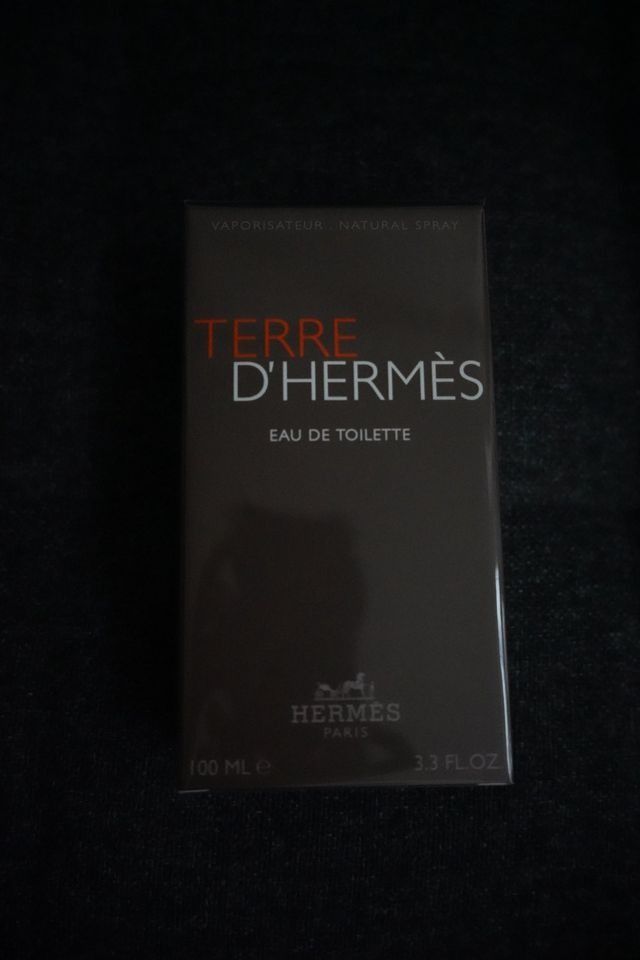 VAPORISATEUR . NATURAL SPRAY
TERRE
D'HERMÈS
EAU DE TOILETTE
HERMÈS
PARIS
100 ML ℮ 3.3 FL.OZ